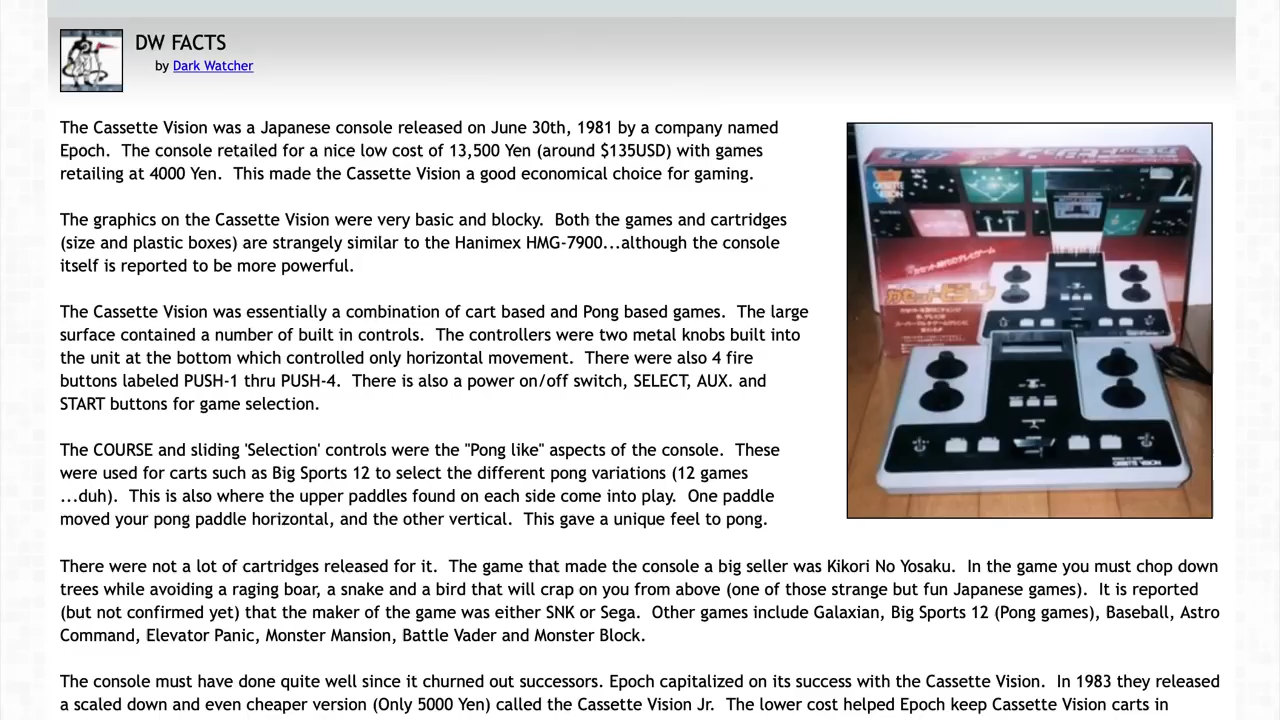 DW FACTS
by Dark Watcher
The Cassette Vision was a Japanese console released on June 30th, 1981 by a company named
Epoch.  The console retailed for a nice low cost of 13,500 Yen (around $135USD) with games
retailing at 4000 Yen.  This made the Cassette Vision a good economical choice for gaming.
The graphics on the Cassette Vision were very basic and blocky.  Both the games and cartridges
(size and plastic boxes) are strangely similar to the Hanimex HMG-7900...although the console
itself is reported to be more powerful.
The Cassette Vision was essentially a combination of cart based and Pong based games.  The large
surface contained a number of built in controls.  The controllers were two metal knobs built into
the unit at the bottom which controlled only horizontal movement.  There were also 4 fire
buttons labeled PUSH-1 thru PUSH-4.  There is also a power on/off switch, SELECT, AUX. and
START buttons for game selection.
The COURSE and sliding 'Selection' controls were the "Pong like" aspects of the console.  These
were used for carts such as Big Sports 12 to select the different pong variations (12 games
...duh).  This is also where the upper paddles found on each side come into play.  One paddle
moved your pong paddle horizontal, and the other vertical.  This gave a unique feel to pong.
There were not a lot of cartridges released for it.  The game that made the console a big seller was Kikori No Yosaku.  In the game you must chop down
trees while avoiding a raging boar, a snake and a bird that will crap on you from above (one of those strange but fun Japanese games).  It is reported
(but not confirmed yet) that the maker of the game was either SNK or Sega.  Other games include Galaxian, Big Sports 12 (Pong games), Baseball, Astro
Command, Elevator Panic, Monster Mansion, Battle Vader and Monster Block.
The console must have done quite well since it churned out successors. Epoch capitalized on its success with the Cassette Vision.  In 1983 they released
a scaled down and even cheaper version (Only 5000 Yen) called the Cassette Vision Jr.  The lower cost helped Epoch keep Cassette Vision carts in